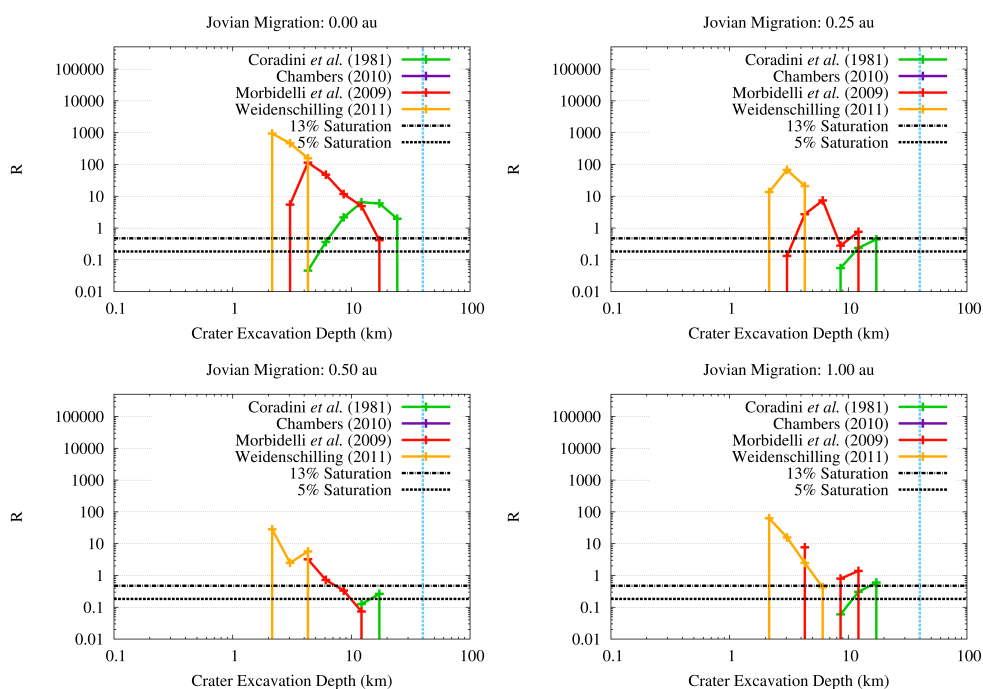 Jovian Migration: 0.00 au
R
100000
10000
1000
100
10
1
0.1
0.01
Coradini et al. (1981)
Chambers (2010)
Morbidelli et al. (2009)
Weidenschilling (2011)
13% Saturation
5% Saturation
0.1 1 10 100
Crater Excavation Depth (km)
Jovian Migration: 0.25 au
R
100000
10000
1000
100
10
1
0.1
0.01
Coradini et al. (1981)
Chambers (2010)
Morbidelli et al. (2009)
Weidenschilling (2011)
13% Saturation
5% Saturation
0.1 1 10 100
Crater Excavation Depth (km)
Jovian Migration: 0.50 au
R
100000
10000
1000
100
10
1
0.1
0.01
Coradini et al. (1981)
Chambers (2010)
Morbidelli et al. (2009)
Weidenschilling (2011)
13% Saturation
5% Saturation
0.1 1 10 100
Crater Excavation Depth (km)
Jovian Migration: 1.00 au
R
100000
10000
1000
100
10
1
0.1
0.01
Coradini et al. (1981)
Chambers (2010)
Morbidelli et al. (2009)
Weidenschilling (2011)
13% Saturation
5% Saturation
0.1 1 10 100
Crater Excavation Depth (km)